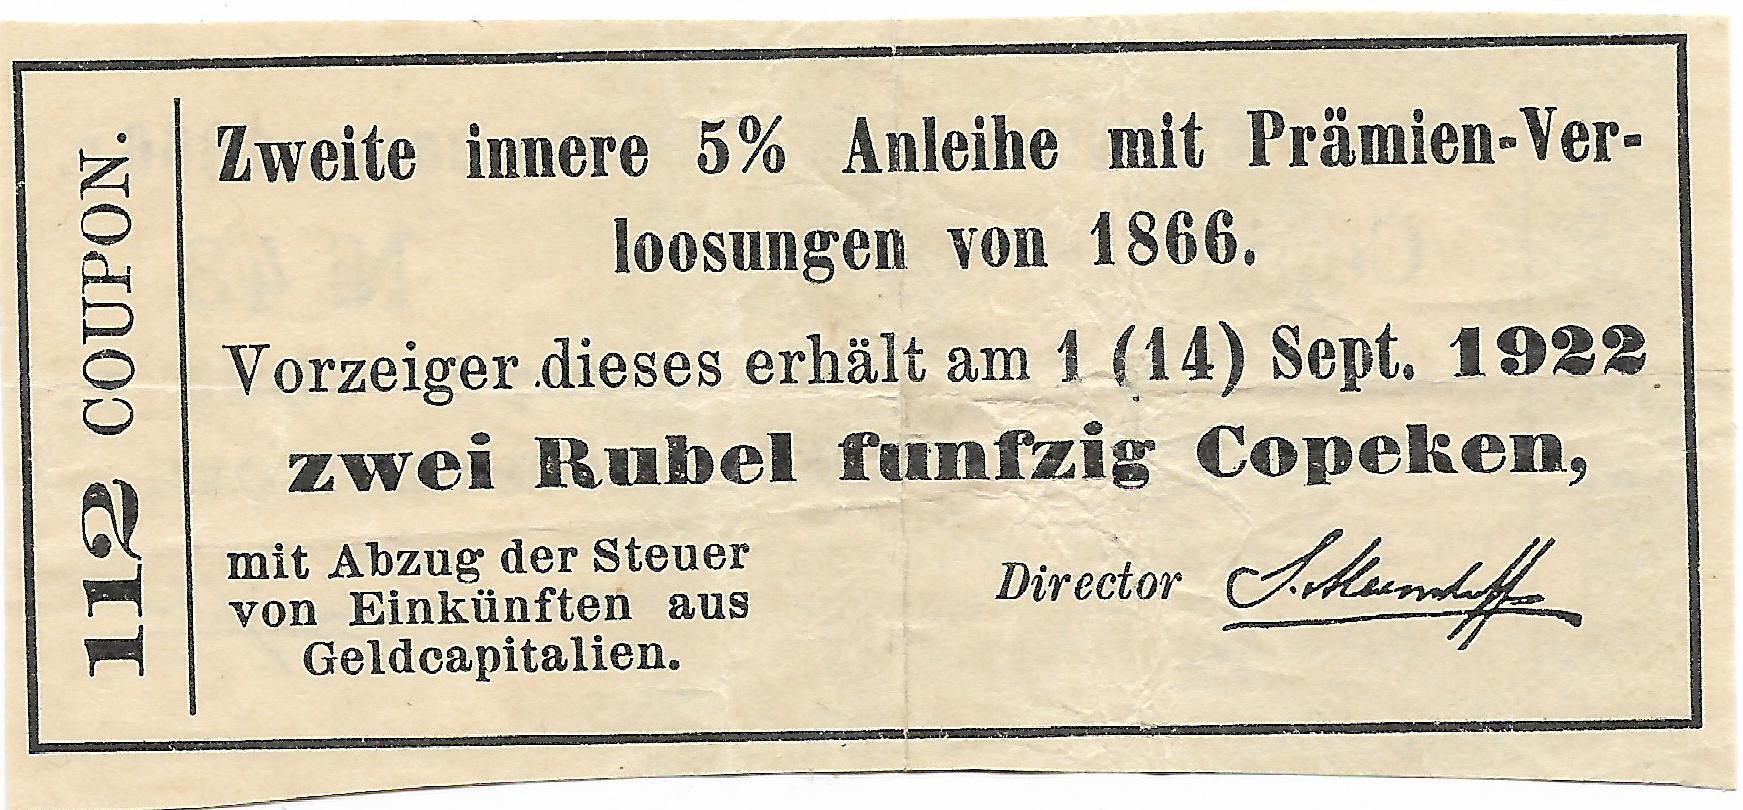 112 COUPON.
Zweite innere 5% Anleihe mit Prämien-Ver-
loosungen von 1866.
Vorzeiger dieses erhält am 1 (14) Sept. 1922
zwei Rubel funfzig Copeken,
mit Abzug der Steuer
von Einkünften aus
Geldcapitalien.
Director